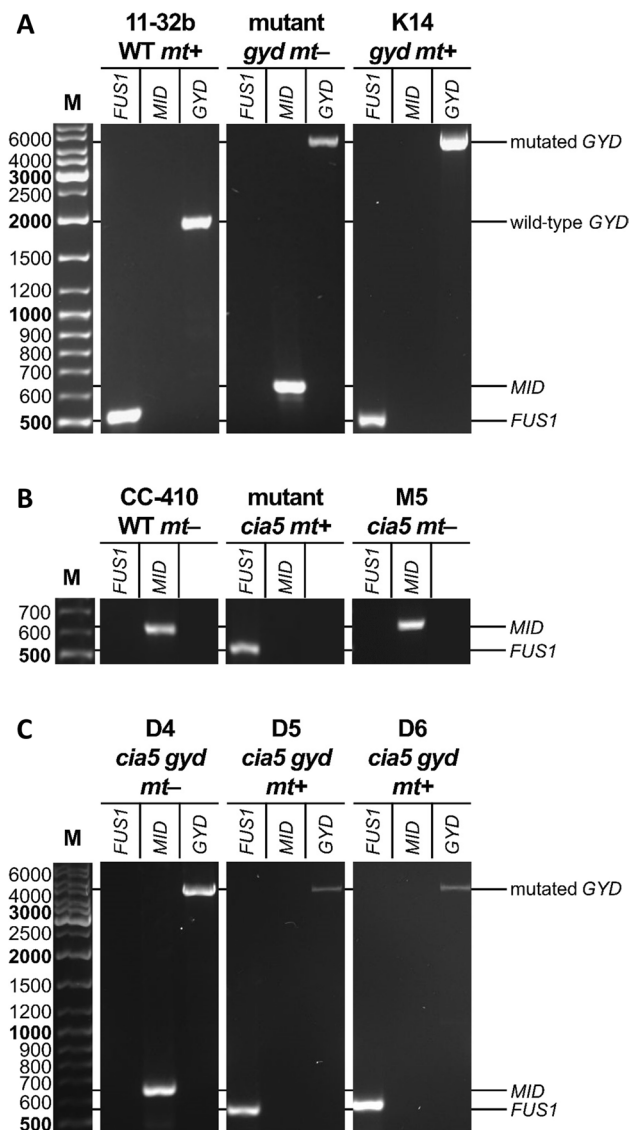 A
11-32b mutant K14
WT mt+ gyd mt– gyd mt+
M FUS1 MID GYD FUS1 MID GYD FUS1 MID GYD
6000 mutated GYD
4000
3000
2500
2000 wild-type GYD
1500
1200
1000
900
800
700
MID
600
500 FUS1
B
CC-410 mutant M5
WT mt– cia5 mt+ cia5 mt–
M FUS1 MID FUS1 MID FUS1 MID
700
600 MID
500 FUS1
C
D4 D5 D6
cia5 gyd cia5 gyd cia5 gyd
mt– mt+ mt+
M FUS1 MID GYD FUS1 MID GYD FUS1 MID GYD
6000
4000 mutated GYD
3000
2500
2000
1500
1200
1000
900
800
700 MID
600 FUS1
500